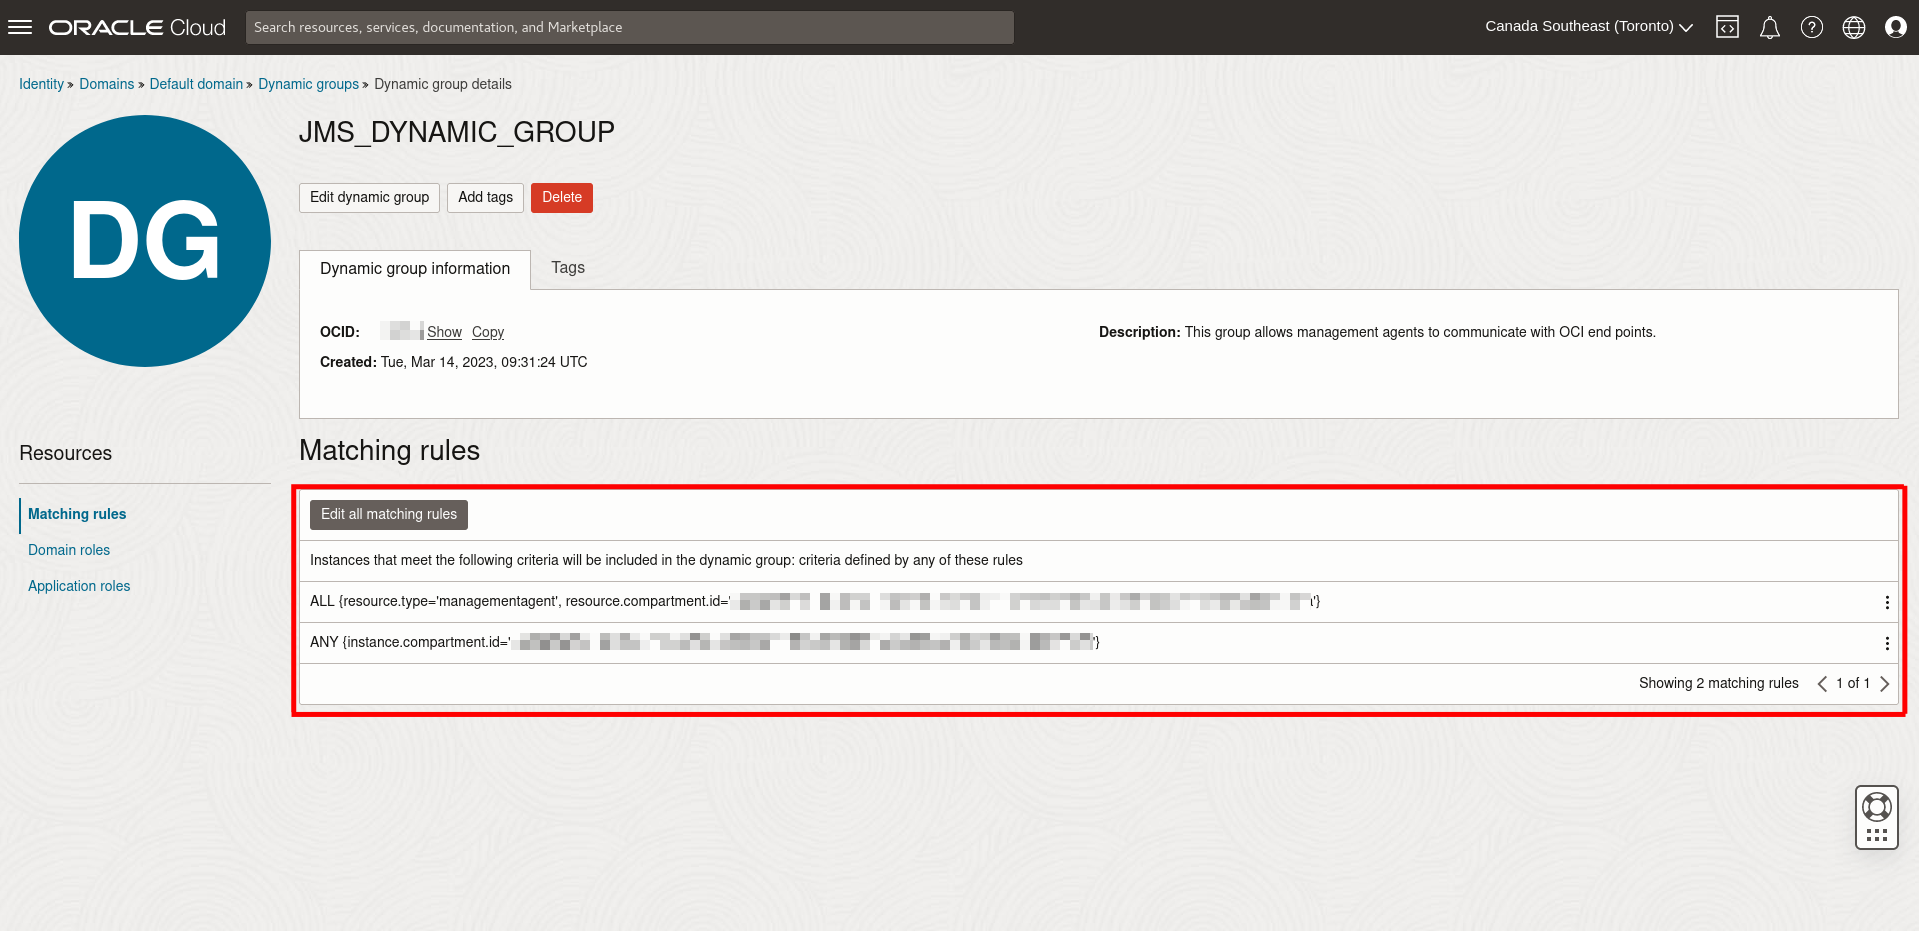 ORACLE Cloud
Search resources, services, documentation, and Marketplace
Canada Southeast (Toronto)
Identity » Domains » Default domain » Dynamic groups » Dynamic group details
DG
JMS_DYNAMIC_GROUP
Edit dynamic group
Add tags
Delete
Dynamic group information
Tags
OCID: Show Copy
Description: This group allows management agents to communicate with OCI end points.
Created: Tue, Mar 14, 2023, 09:31:24 UTC
Resources
Matching rules
Domain roles
Application roles
Matching rules
Edit all matching rules
Instances that meet the following criteria will be included in the dynamic group: criteria defined by any of these rules
ALL {resource.type='managementagent', resource.compartment.id=' '}
ANY {instance.compartment.id=' '}
Showing 2 matching rules
1 of 1